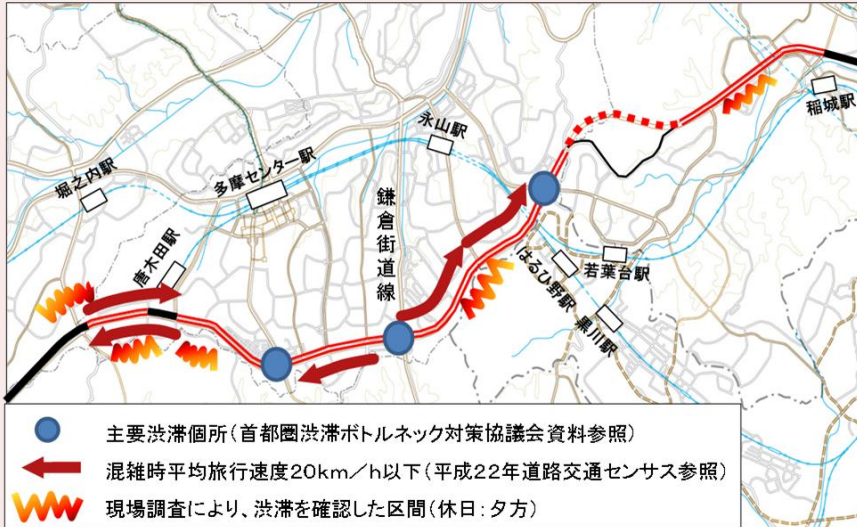 稲城駅
永山駅
堀之内駅
多摩センター駅
鎌倉街道線
唐木田駅
若葉台駅
はるひ野駅
黒川駅
主要渋滞個所(首都圏渋滞ボトルネック対策協議会資料参照)
混雑時平均旅行速度20km/h以下(平成22年道路交通センサス参照)
現場調査により、渋滞を確認した区間(休日:夕方)